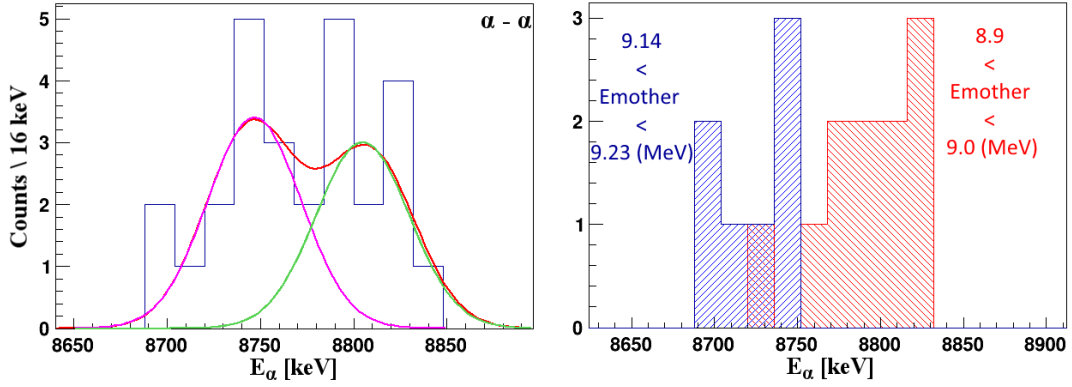 5
4
3
2
1
0
Counts \ 16 keV
α - α
8650 8700 8750 8800 8850
Eα [keV]
3
2
1
0
9.14
<
Emother
<
9.23 (MeV)
8.9
<
Emother
<
9.0 (MeV)
8650 8700 8750 8800 8850 8900
Eα [keV]